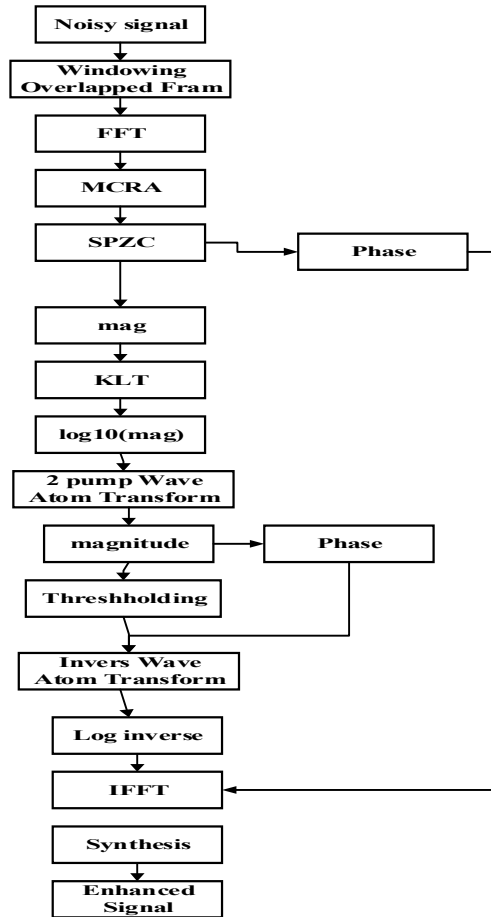 Noisy signal
Windowing
Overlapped Fram
FFT
MCRA
SPZC
Phase
mag
KLT
log10(mag)
2 pump Wave
Atom Transform
magnitude
Phase
Threshholding
Invers Wave
Atom Transform
Log inverse
IFFT
Synthesis
Enhanced
Signal